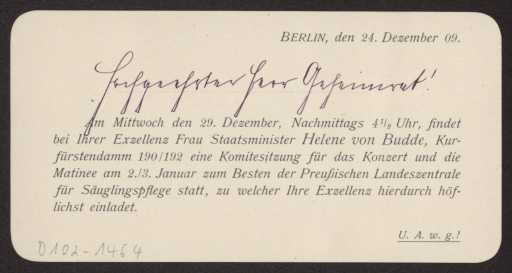 BERLIN, den 24. Dezember 09.
Hochgeehrter Herr Geheimrat!
Am Mittwoch den 29. Dezember, Nachmittags 4½ Uhr, findet
bei Ihrer Exzellenz Frau Staatsminister Helene von Budde, Kur-
fürstendamm 190/192 eine Komitesitzung für das Konzert und die
Matinee am 2./3. Januar zum Besten der Preußischen Landeszentrale
für Säuglingspflege statt, zu welcher Ihre Exzellenz hierdurch höf-
lichst einladet.
U. A. w. g.!
D102-1464